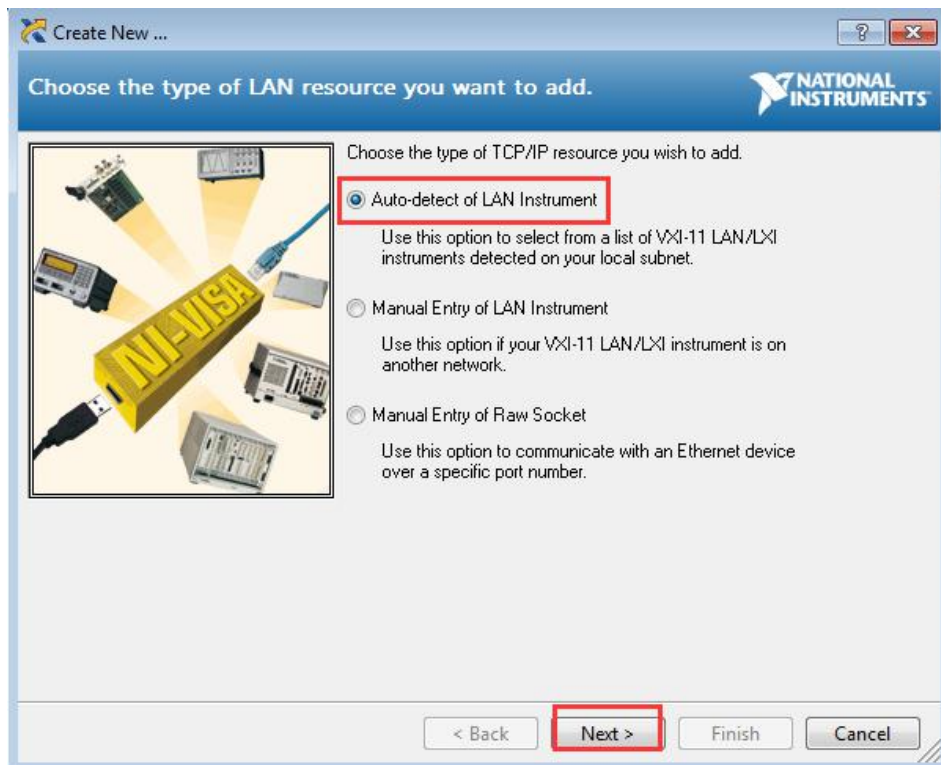 Create New ...
Choose the type of LAN resource you want to add.
NATIONAL
INSTRUMENTS
Choose the type of TCP/IP resource you wish to add.
Auto-detect of LAN Instrument
Use this option to select from a list of VXI-11 LAN/LXI
instruments detected on your local subnet.
Manual Entry of LAN Instrument
Use this option if your VXI-11 LAN/LXI instrument is on
another network.
Manual Entry of Raw Socket
Use this option to communicate with an Ethernet device
over a specific port number.
NI-VISA
< Back
Next >
Finish
Cancel